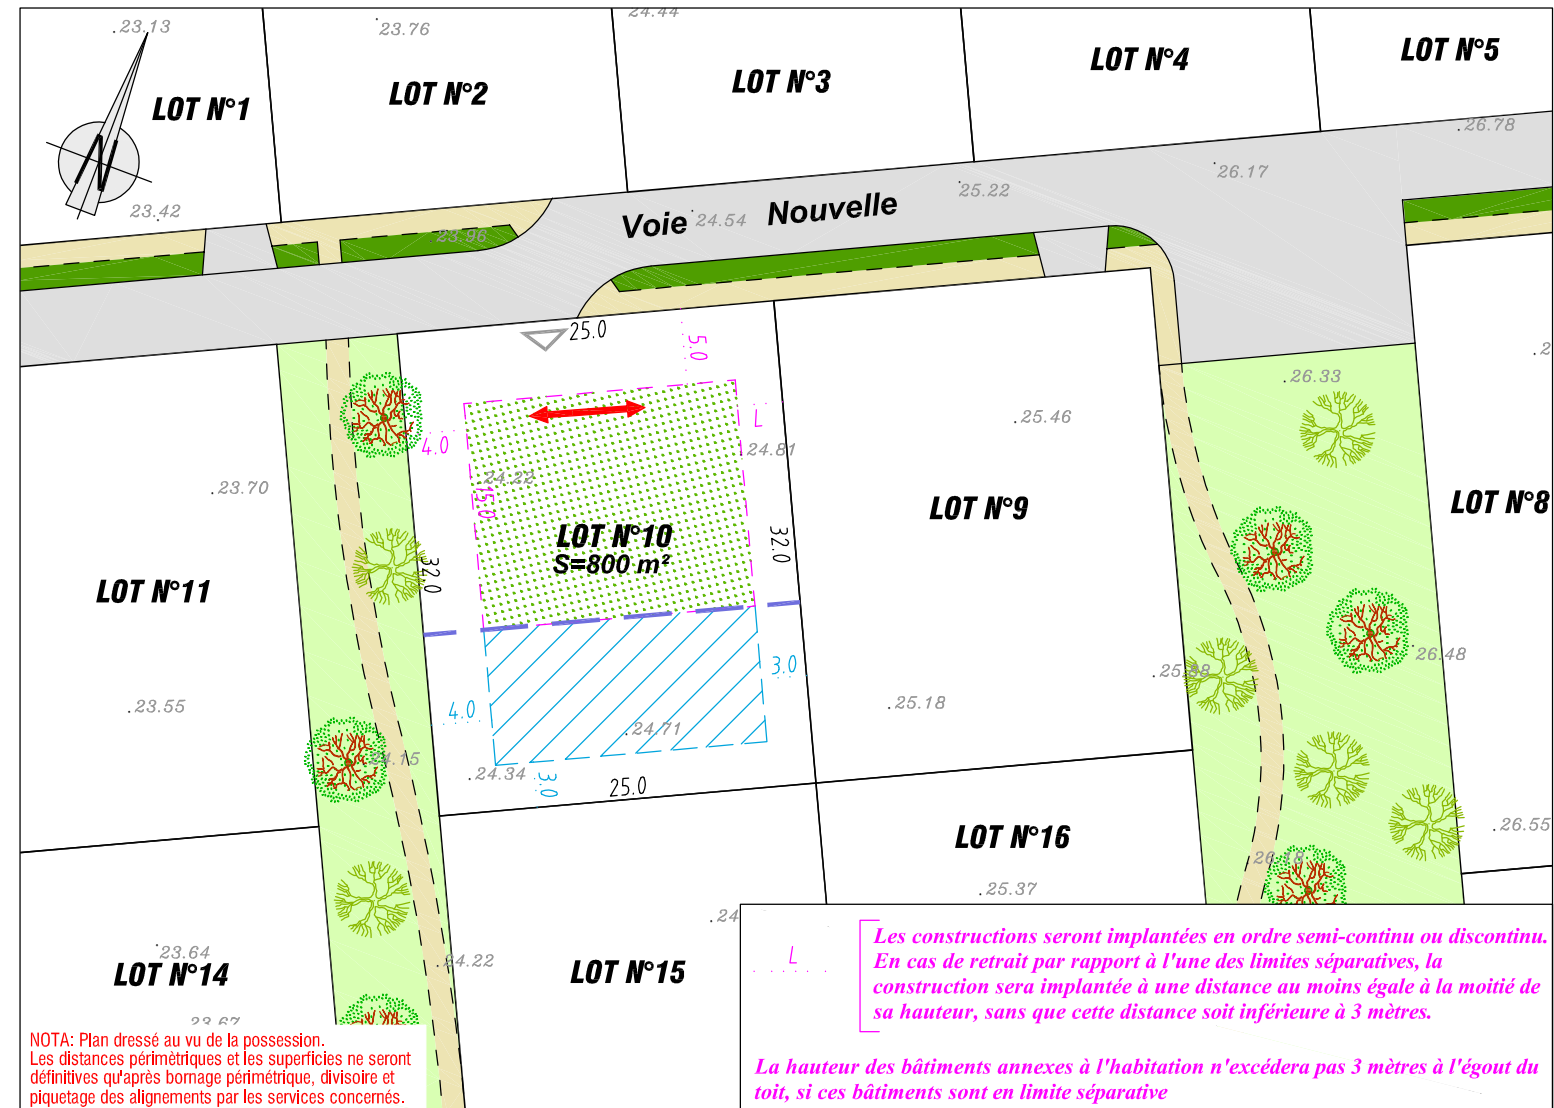 .23.13
.23.76
24.44
LOT N°1
LOT N°2
LOT N°3
LOT N°4
LOT N°5
N
23.42
.23.96
Voie Nouvelle
24.54
25.22
26.17
.26.78
25.0
5.0
L
4.0
.24.22
15.0
.24.81
.25.46
.26.33
.23.70
LOT N°10
S=800 m²
32.0
32.0
LOT N°9
LOT N°8
LOT N°11
.23.55
4.0
3.0
.24.71
.24.34
3.0
25.0
24.15
.25.18
.25.88
.26.48
LOT N°16
.25.37
26.18
.26.55
23.64
LOT N°14
23.67
.24.22
LOT N°15
.24
NOTA: Plan dressé au vu de la possession.
Les distances périmètriques et les superficies ne seront
définitives qu'après bornage périmétrique, divisoire et
piquetage des alignements par les services concernés.
L
Les constructions seront implantées en ordre semi-continu ou discontinu.
En cas de retrait par rapport à l'une des limites séparatives, la
construction sera implantée à une distance au moins égale à la moitié de
sa hauteur, sans que cette distance soit inférieure à 3 mètres.
La hauteur des bâtiments annexes à l'habitation n'excédera pas 3 mètres à l'égout du
toit, si ces bâtiments sont en limite séparative